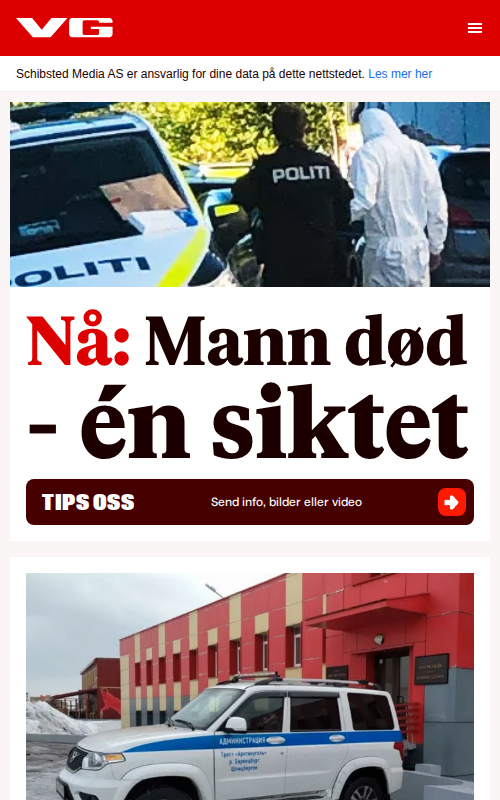 VG
Schibsted Media AS er ansvarlig for dine data på dette nettstedet. Les mer her
POLITI
POLITI
Nå: Mann død
- én siktet
TIPS OSS
Send info, bilder eller video
АДМИНИСТРАЦИЯ
Трест «Арктикуголь»
р. Баренцбург
Шпицберген